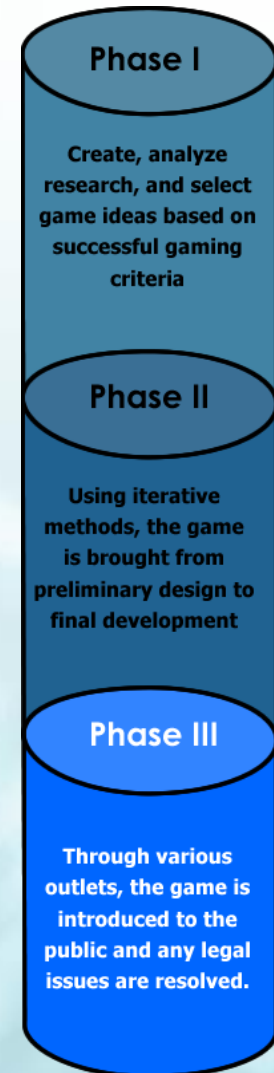 Phase I
Create, analyze
research, and select
game ideas based on
successful gaming
criteria
Phase II
Using iterative
methods, the game
is brought from
preliminary design to
final development
Phase III
Through various
outlets, the game is
introduced to the
public and any legal
issues are resolved.